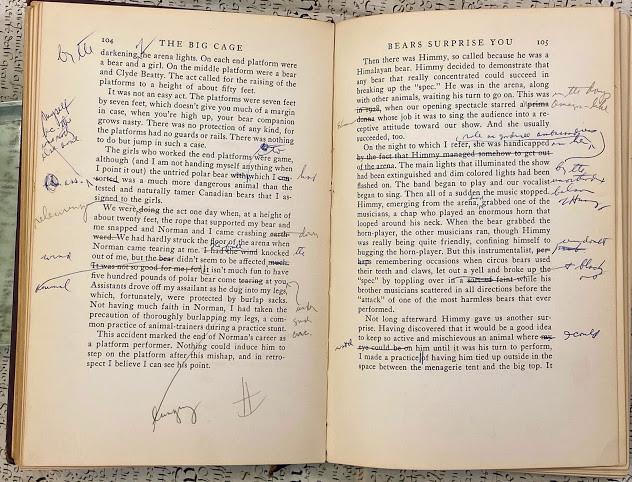 104 THE BIG CAGE
darkening of the arena lights. On each end platform were
a bear and a girl. On the middle platform were a bear
and Clyde Beatty. The act called for the raising of the
platforms to a height of about fifty feet.
It was not an easy act. The platforms were seven feet
by seven feet, which doesn't give you much of a margin
in case, when you're high up, your bear companion
grows nasty. There was no protection of any kind, for
the platforms had no guards or rails. There was nothing
to do but jump in such a case.
The girls who worked the end platforms were game,
although (and I am not handing myself anything when
I point it out) the untried polar bear with which I con-
sorted was a much more dangerous animal than the
tested and naturally tamer Canadian bears that I as-
signed to the girls.
We were doing the act one day when, at a height of
about twenty feet, the rope that supported my bear and
me snapped and Norman and I came crashing earth-
ward. We had hardly struck the floor of the arena when
Norman came tearing at me. I had the wind knocked
out of me, but the bear didn't seem to be affected much.
It was not so good for me, for it isn't much fun to have
five hundred pounds of polar bear come tearing at you
Assistants drove off my assailant as he dug into my legs,
which, fortunately, were protected by burlap sacks.
Not having much faith in Norman, I had taken the
precaution of thoroughly burlapping my legs, a com-
mon practice of animal-trainers during a practice stunt.
This accident marked the end of Norman's career as
a platform performer. Nothing could induce him to
step on the platform after this mishap, and in retro-
spect I believe I can see his point.
by the
myself
releasing
wind
Kennel
down
the
BEARS SURPRISE YOU 105
Then there was Himmy, so called because he was a
Himalayan bear. Himmy decided to demonstrate that
any bear that really concentrated could succeed in
breaking up the "spec." He was in the arena, along
with other animals, waiting his turn to go on. This was
in 1928, when our opening spectacle starred a prima
donna whose job it was to sing the audience into a re-
ceptive attitude toward our show. And she usually
succeeded, too.
On the night to which I refer, she was handicapped
by the fact that Himmy managed somehow to get out
of the arena. The main lights that illuminated the show
had been extinguished and dim colored lights had been
flashed on. The band began to play and our vocalist
began to sing. Then all of a sudden the music stopped.
Himmy, emerging from the arena, grabbed one of the
musicians, a chap who played an enormous horn that
looped around his neck. When the bear grabbed the
horn-player, the other musicians ran, though Himmy
was really being quite friendly, confining himself to
hugging the horn-player. But this instrumentalist, per-
haps remembering other occasions when circus bears used
their teeth and claws, let out a yell and broke up the
"spec" by toppling over in a sort of faint while his
brother musicians scattered in all directions before the
"attack" of one of the most harmless bears that ever
performed.
Not long afterward Himmy gave us another sur-
prise. Having discovered that it would be a good idea
to keep so active and mischievous an animal where my
eye could be on him until it was his turn to perform,
I made a practice of having him tied up outside in the
space between the menagerie tent and the big top. It
by the
Himmy
I could